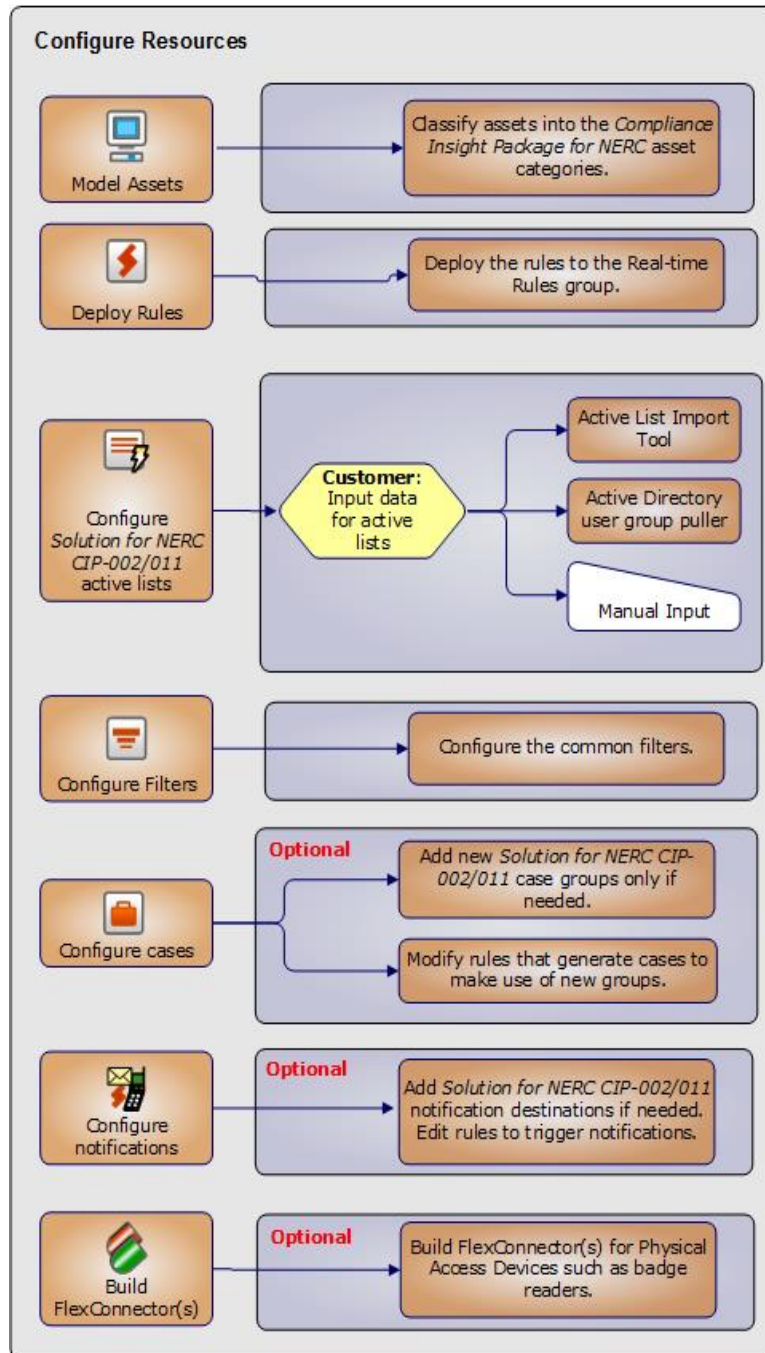 Configure Resources
Model Assets
Classify assets into the Compliance
Insight Package for NERC asset
categories.
Deploy Rules
Deploy the rules to the Real-time
Rules group.
Configure
Solution for NERC
CIP-002/011
active lists
Customer:
Input data
for active
lists
Active List Import
Tool
Active Directory
user group puller
Manual Input
Configure Filters
Configure the common filters.
Configure cases
Optional
Add new Solution for NERC CIP-
002/011 case groups only if
needed.
Modify rules that generate cases to
make use of new groups.
Configure
notifications
Optional
Add Solution for NERC CIP-002/011
notification destinations if needed.
Edit rules to trigger notifications.
Build
FlexConnector(s)
Optional
Build FlexConnector(s) for Physical
Access Devices such as badge
readers.